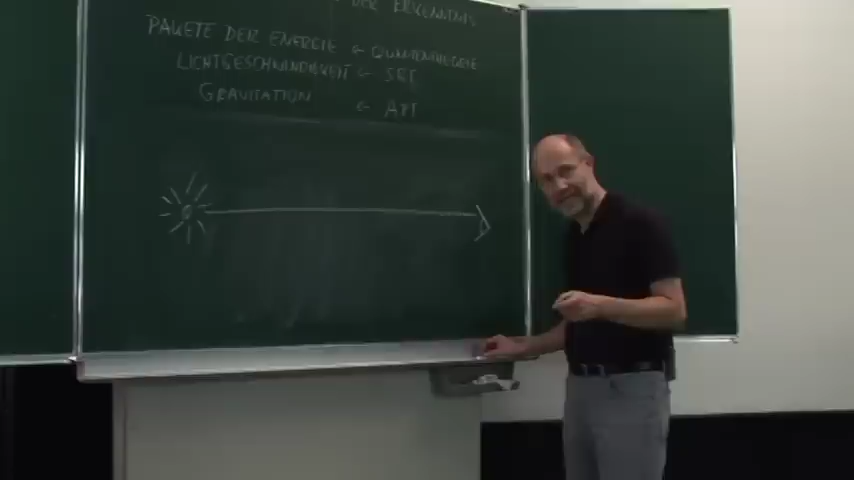 DER ERKENNTNIS
PAKETE DER ENERGIE ← QUANTENTHEORIE
LICHTGESCHWINDIGKEIT ← SRT
GRAVITATION ← ART